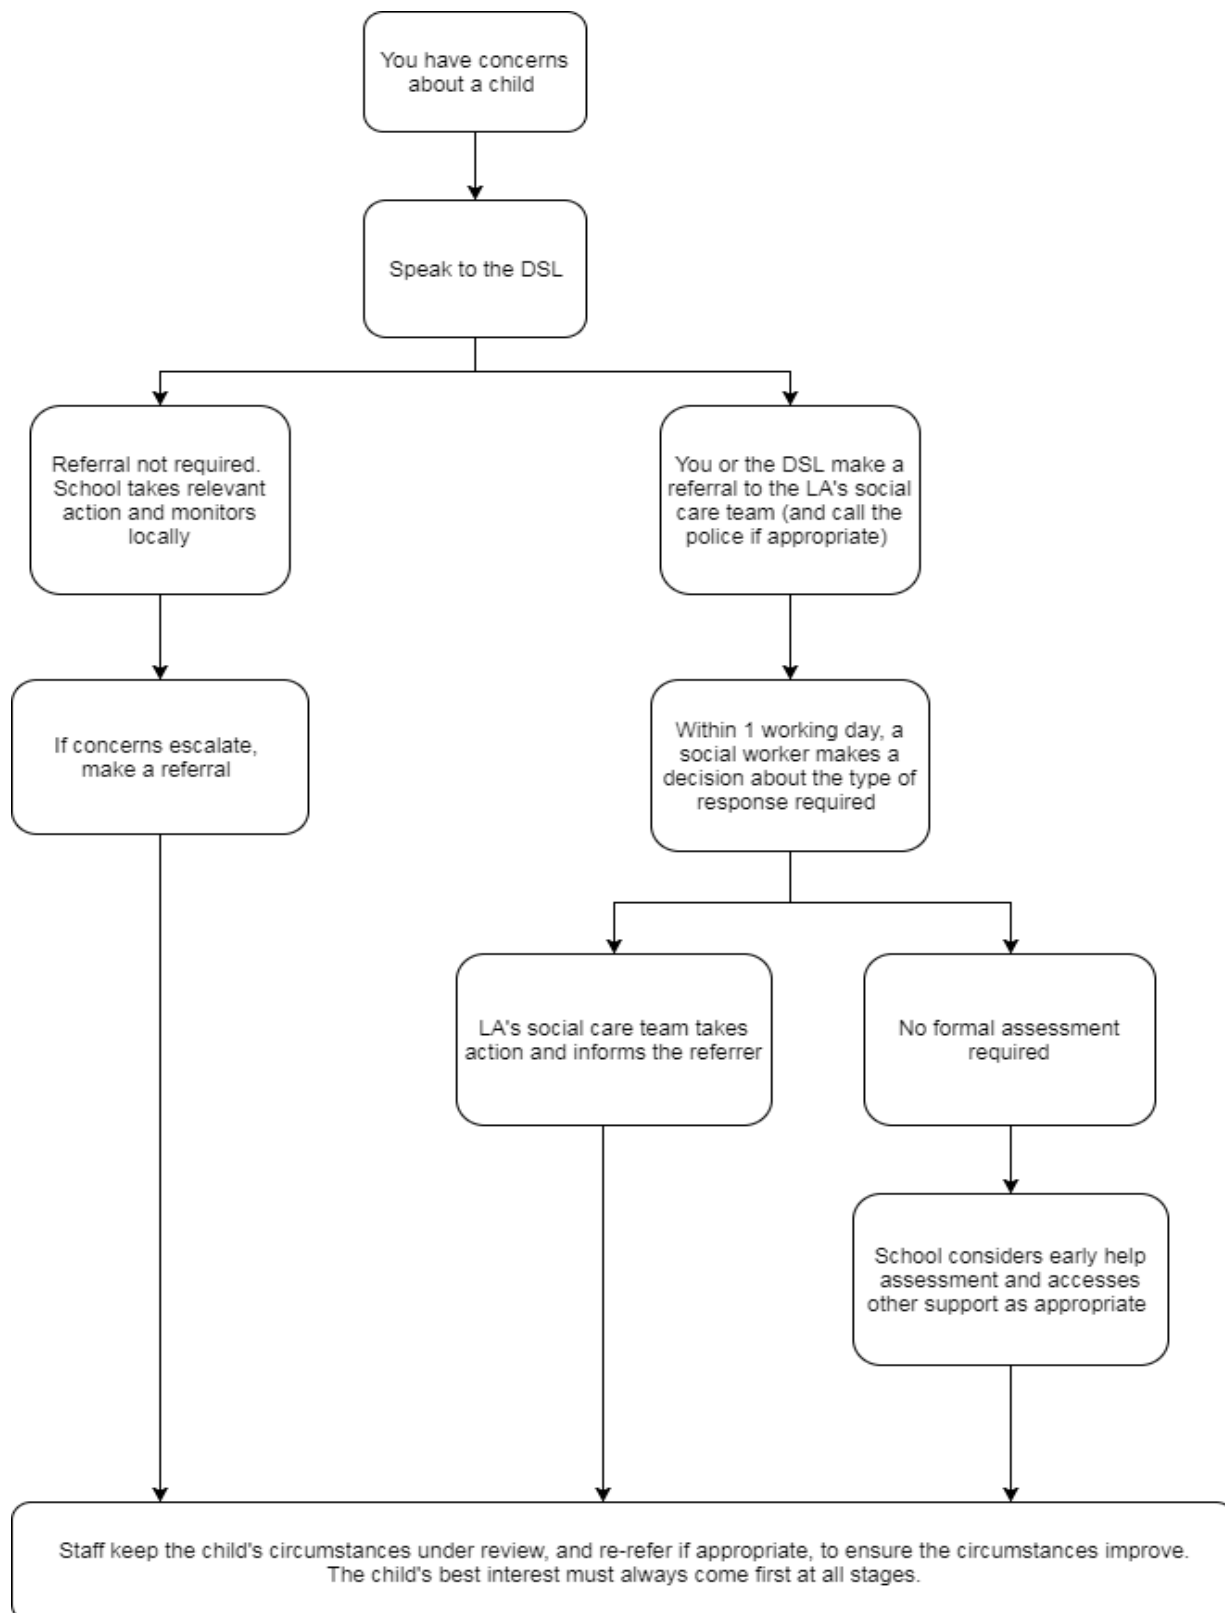 You have concerns
about a child
Speak to the DSL
Referral not required.
School takes relevant
action and monitors
locally
You or the DSL make a
referral to the LA's social
care team (and call the
police if appropriate)
If concerns escalate,
make a referral
Within 1 working day, a
social worker makes a
decision about the type of
response required
LA's social care team takes
action and informs the referrer
No formal assessment
required
School considers early help
assessment and accesses
other support as appropriate
Staff keep the child's circumstances under review, and re-refer if appropriate, to ensure the circumstances improve.
The child's best interest must always come first at all stages.